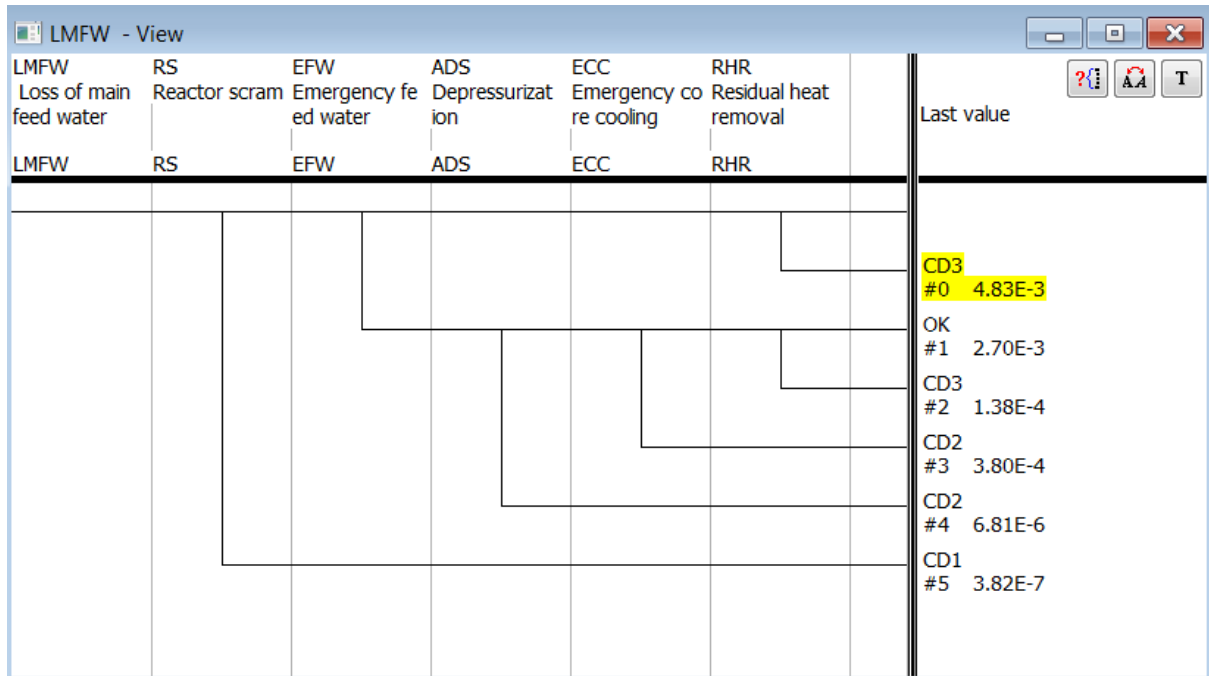 LMFW - View
LMFW RS EFW ADS ECC RHR
Loss of main Reactor scram Emergency fe Depressurizat Emergency co Residual heat
feed water ed water ion re cooling removal
LMFW RS EFW ADS ECC RHR
?{ AA T
Last value
CD3
#0 4.83E-3
OK
#1 2.70E-3
CD3
#2 1.38E-4
CD2
#3 3.80E-4
CD2
#4 6.81E-6
CD1
#5 3.82E-7